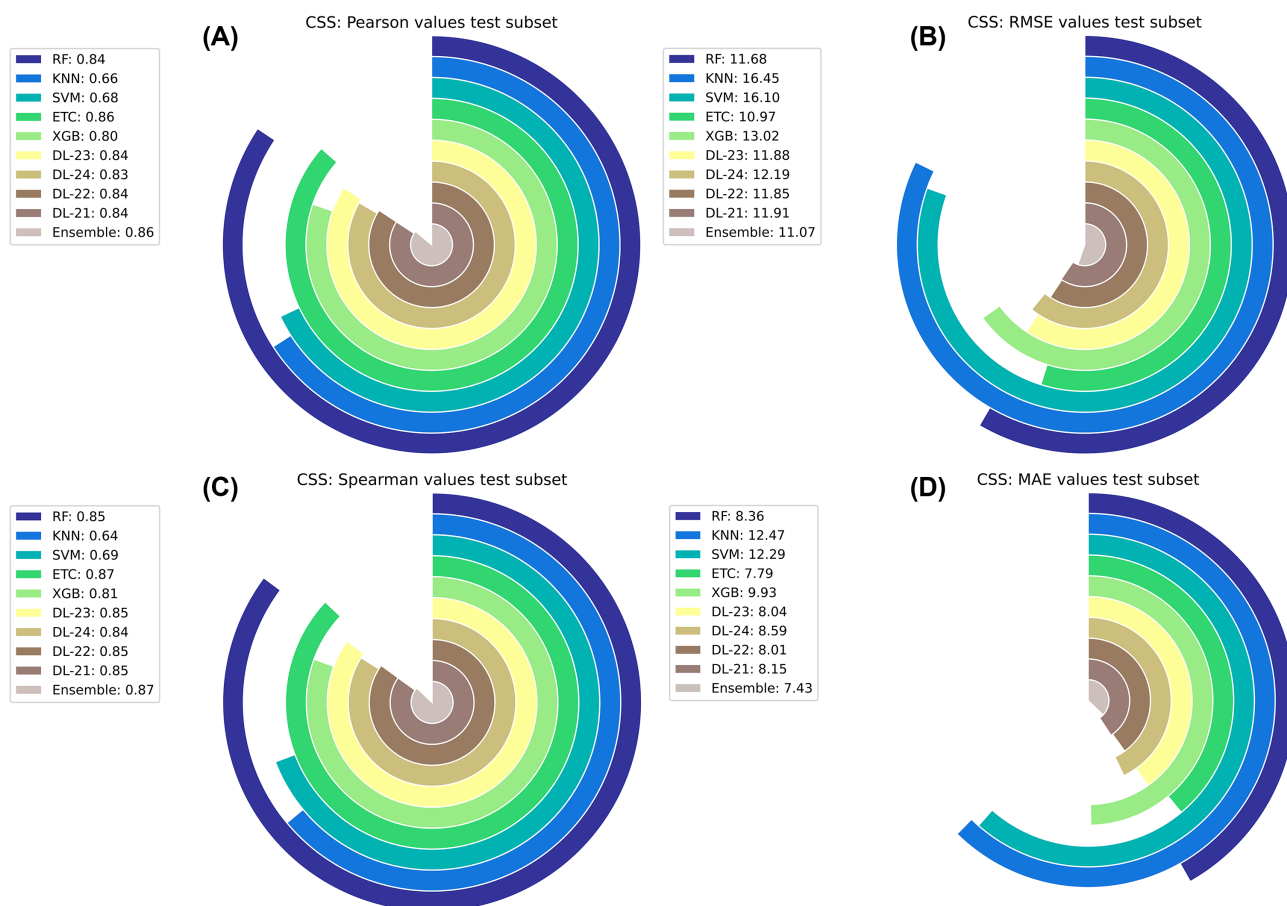 CSS: Pearson values test subset
(A)
RF: 0.84
KNN: 0.66
SVM: 0.68
ETC: 0.86
XGB: 0.80
DL-23: 0.84
DL-24: 0.83
DL-22: 0.84
DL-21: 0.84
Ensemble: 0.86
CSS: RMSE values test subset
(B)
RF: 11.68
KNN: 16.45
SVM: 16.10
ETC: 10.97
XGB: 13.02
DL-23: 11.88
DL-24: 12.19
DL-22: 11.85
DL-21: 11.91
Ensemble: 11.07
CSS: Spearman values test subset
(C)
RF: 0.85
KNN: 0.64
SVM: 0.69
ETC: 0.87
XGB: 0.81
DL-23: 0.85
DL-24: 0.84
DL-22: 0.85
DL-21: 0.85
Ensemble: 0.87
CSS: MAE values test subset
(D)
RF: 8.36
KNN: 12.47
SVM: 12.29
ETC: 7.79
XGB: 9.93
DL-23: 8.04
DL-24: 8.59
DL-22: 8.01
DL-21: 8.15
Ensemble: 7.43